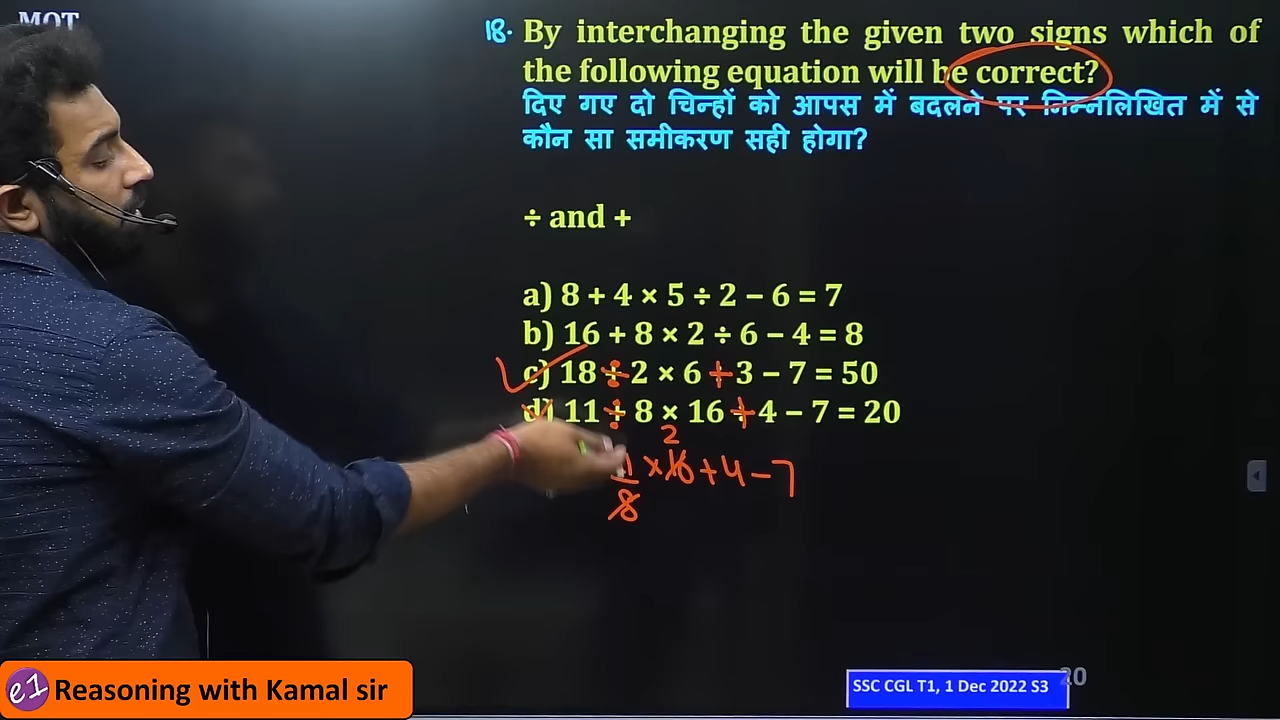 MOT
18. By interchanging the given two signs which of
the following equation will be correct?
दिए गए दो चिन्हों को आपस में बदलने पर निम्नलिखित में से
कौन सा समीकरण सही होगा?
÷ and +
a) 8 + 4 × 5 ÷ 2 – 6 = 7
b) 16 + 8 × 2 ÷ 6 – 4 = 8
c) 18 ÷ 2 × 6 + 3 – 7 = 50
d) 11 ÷ 8 × 16 + 4 – 7 = 20
2
× 16 + 4 – 7
8
e1 Reasoning with Kamal sir
SSC CGL T1, 1 Dec 2022 S3
20